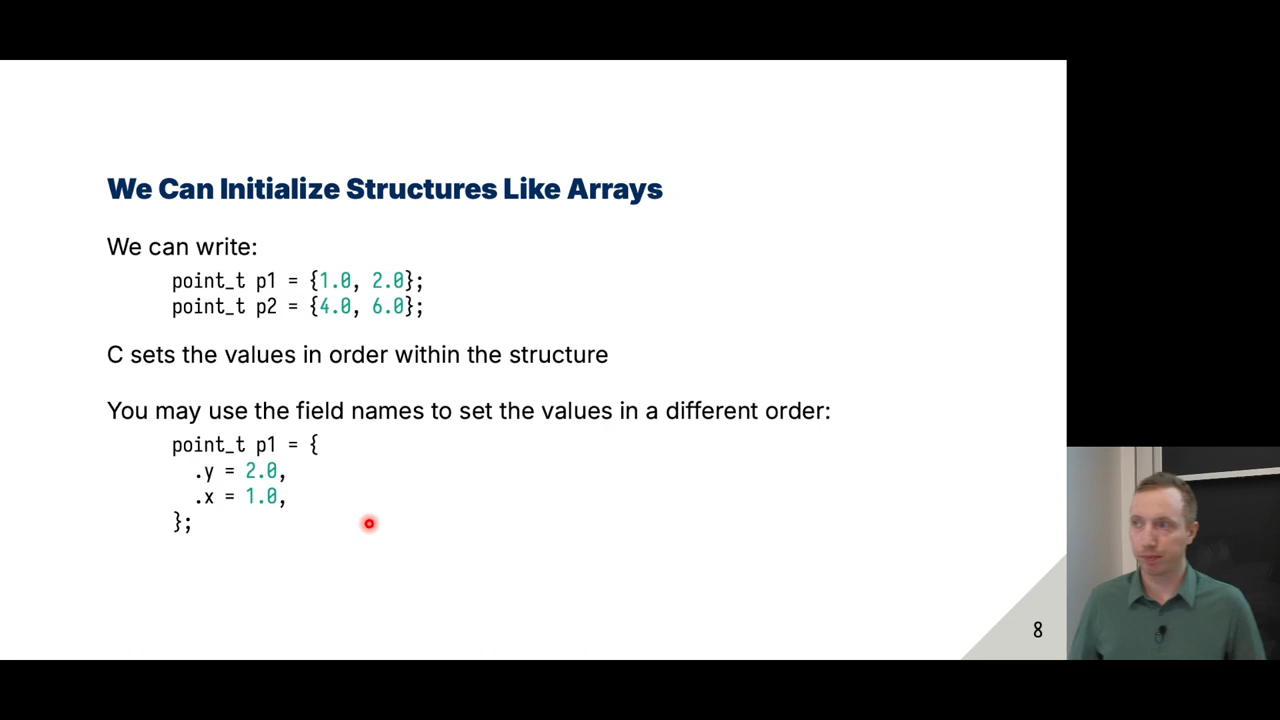 We Can Initialize Structures Like Arrays
We can write:
point_t p1 = {1.0, 2.0};
point_t p2 = {4.0, 6.0};
C sets the values in order within the structure
You may use the field names to set the values in a different order:
point_t p1 = {
.y = 2.0,
.x = 1.0,
};
8